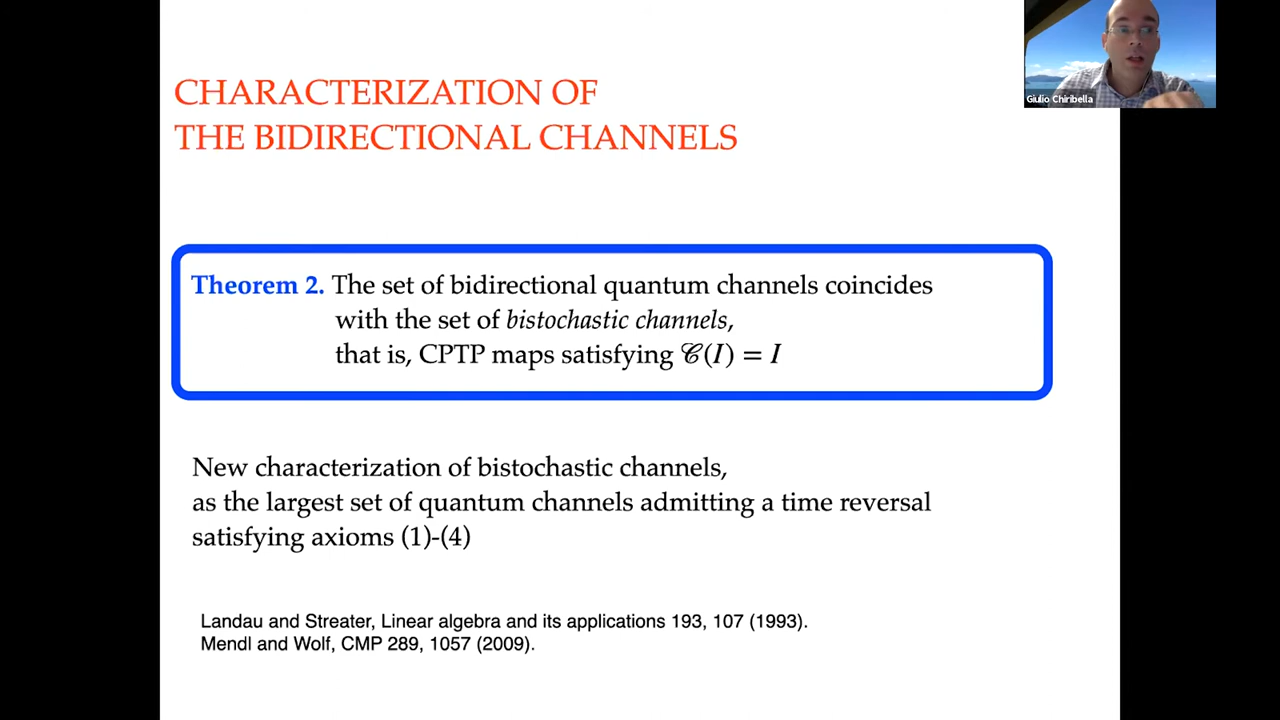 CHARACTERIZATION OF
THE BIDIRECTIONAL CHANNELS
Giulio Chiribella
Theorem 2. The set of bidirectional quantum channels coincides
with the set of bistochastic channels,
that is, CPTP maps satisfying 𝒞(I) = I
New characterization of bistochastic channels,
as the largest set of quantum channels admitting a time reversal
satisfying axioms (1)-(4)
Landau and Streater, Linear algebra and its applications 193, 107 (1993).
Mendl and Wolf, CMP 289, 1057 (2009).